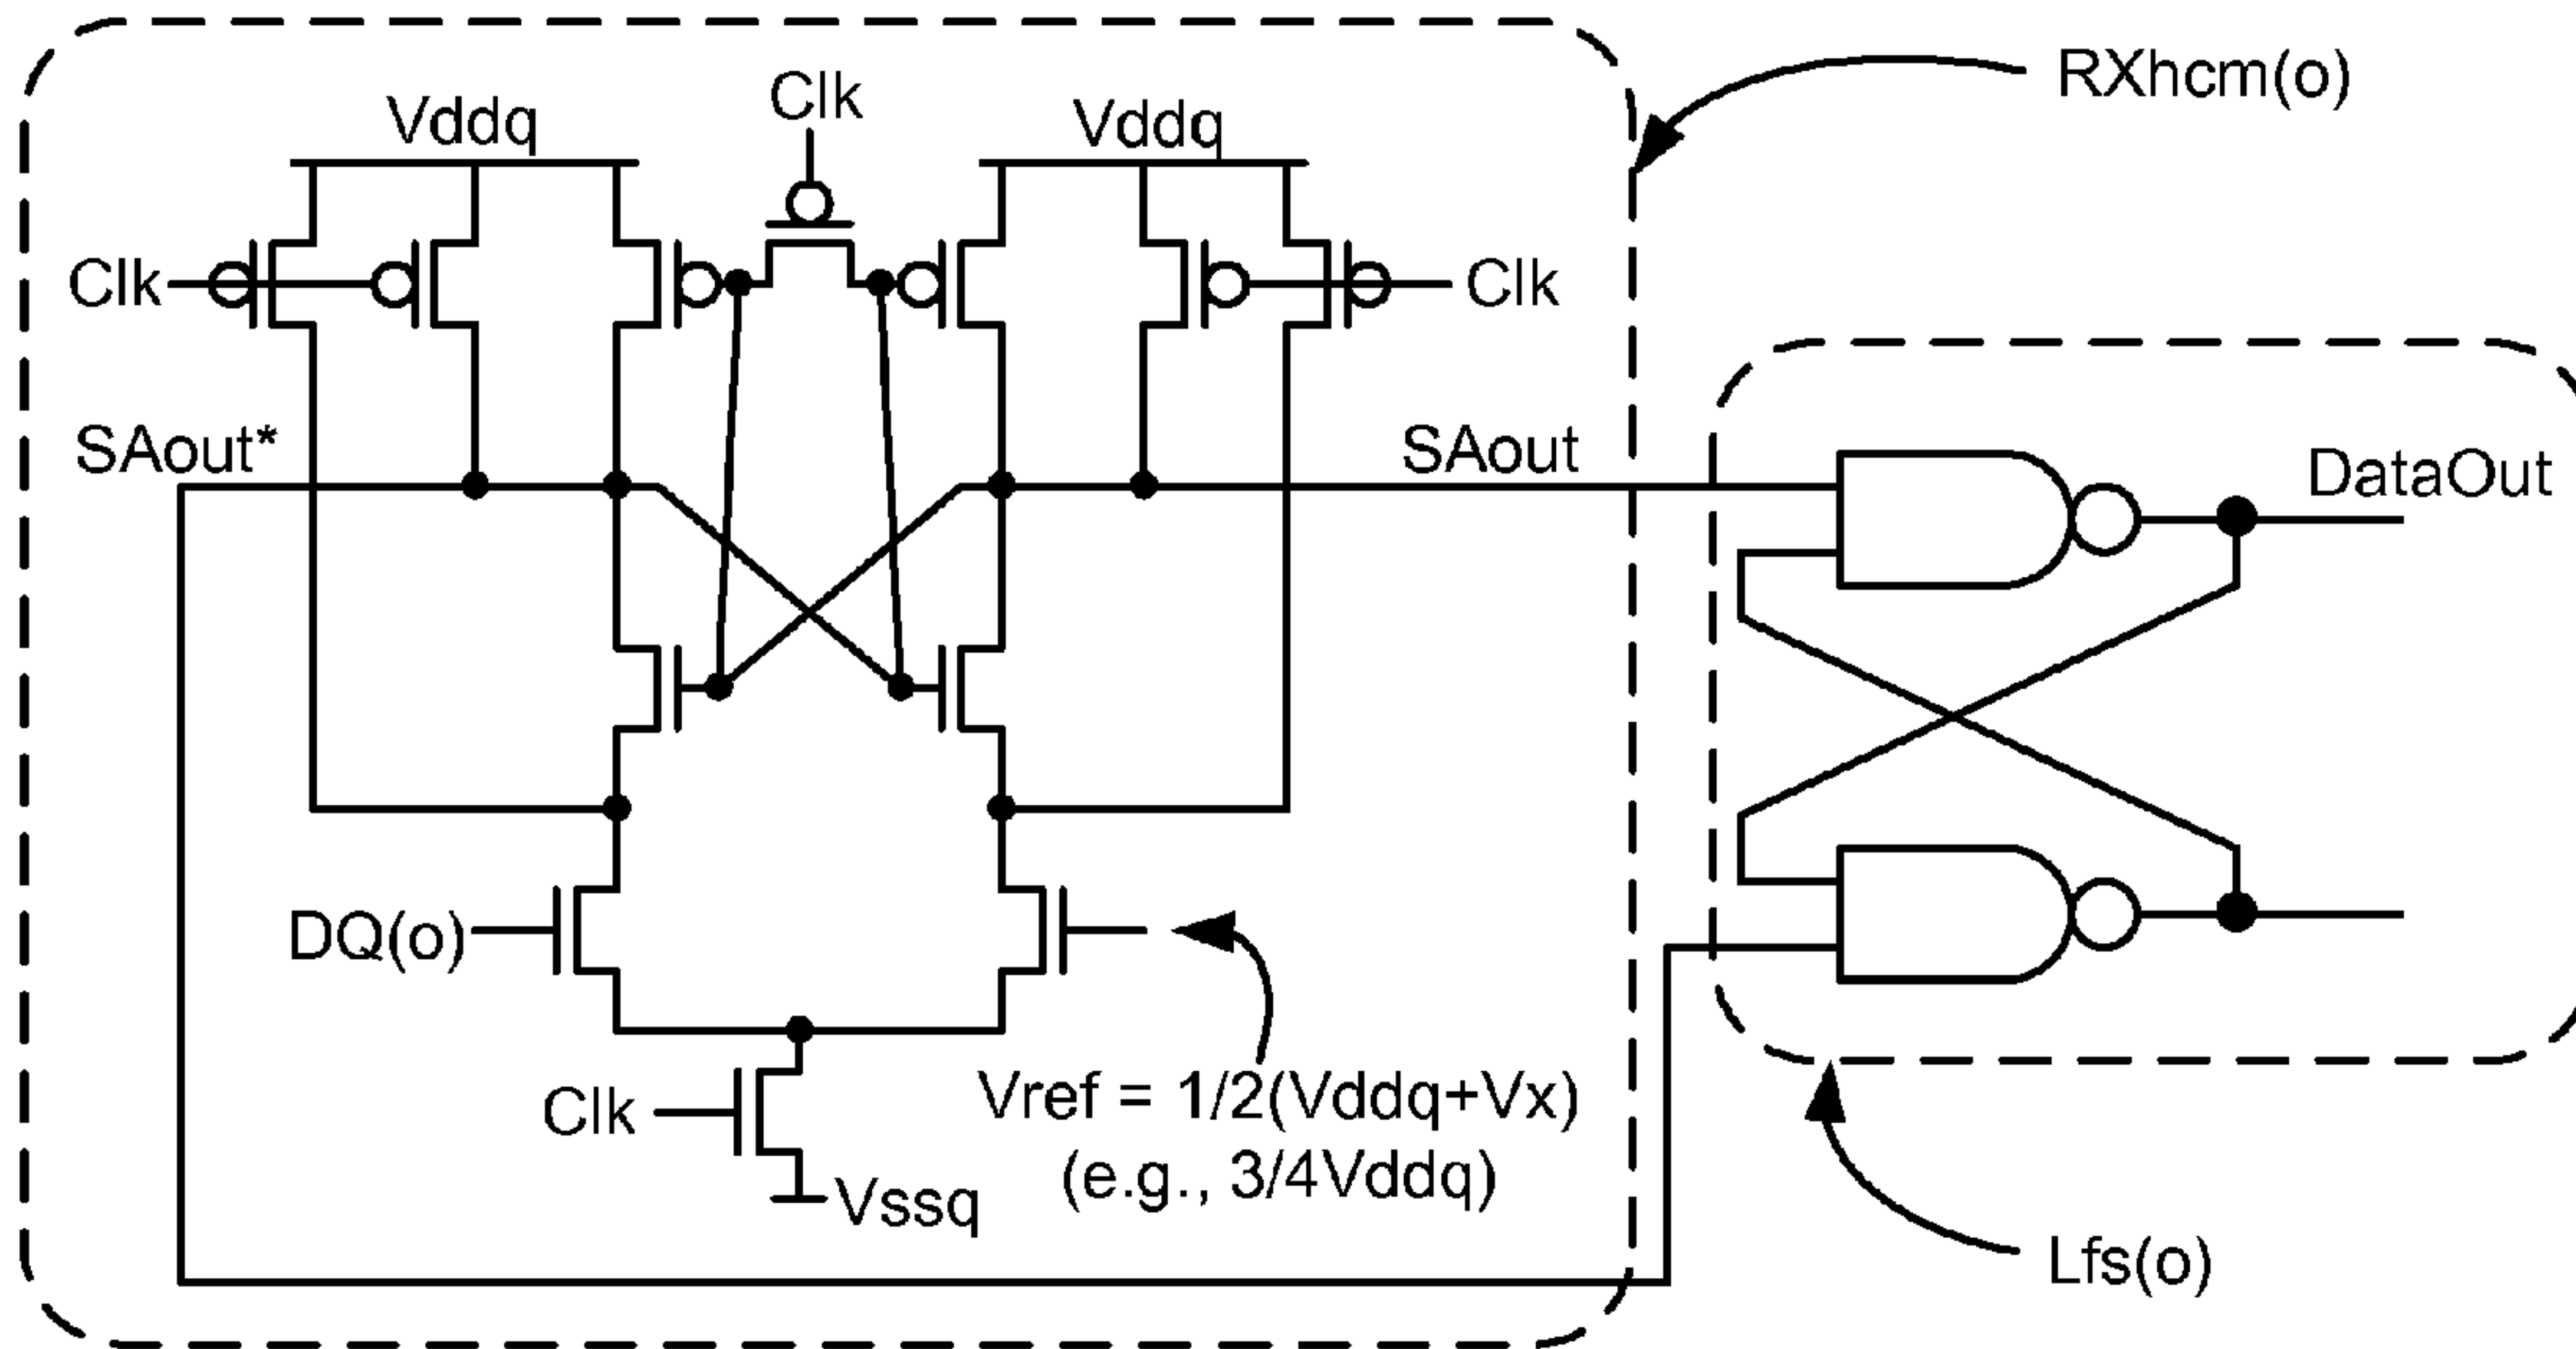 RXhcm(o)
Clk
Vddq
Vddq
Clk
Clk
SAout*
SAout
DataOut
DQ(o)
Vref = 1/2(Vddq+Vx)
(e.g., 3/4Vddq)
Clk
Vssq
Lfs(o)